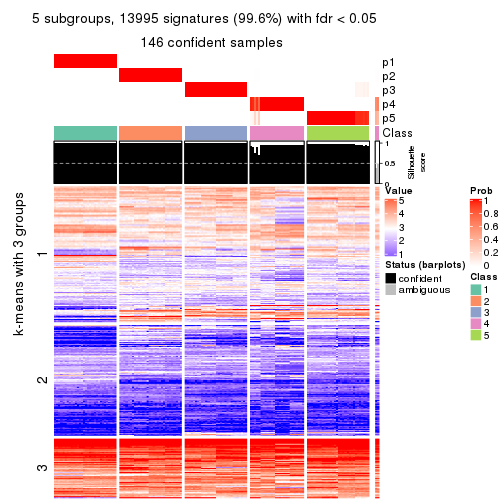 5 subgroups, 13995 signatures (99.6%) with fdr < 0.05
146 confident samples
p1
p2
p3
p4
p5
Class
1
0.5
0
Silhouette
score
k-means with 3 groups
1
2
3
Value
5
4
3
2
1
Status (barplots)
confident
ambiguous
Prob
1
0.8
0.6
0.4
0.2
0
Class
1
2
3
4
5